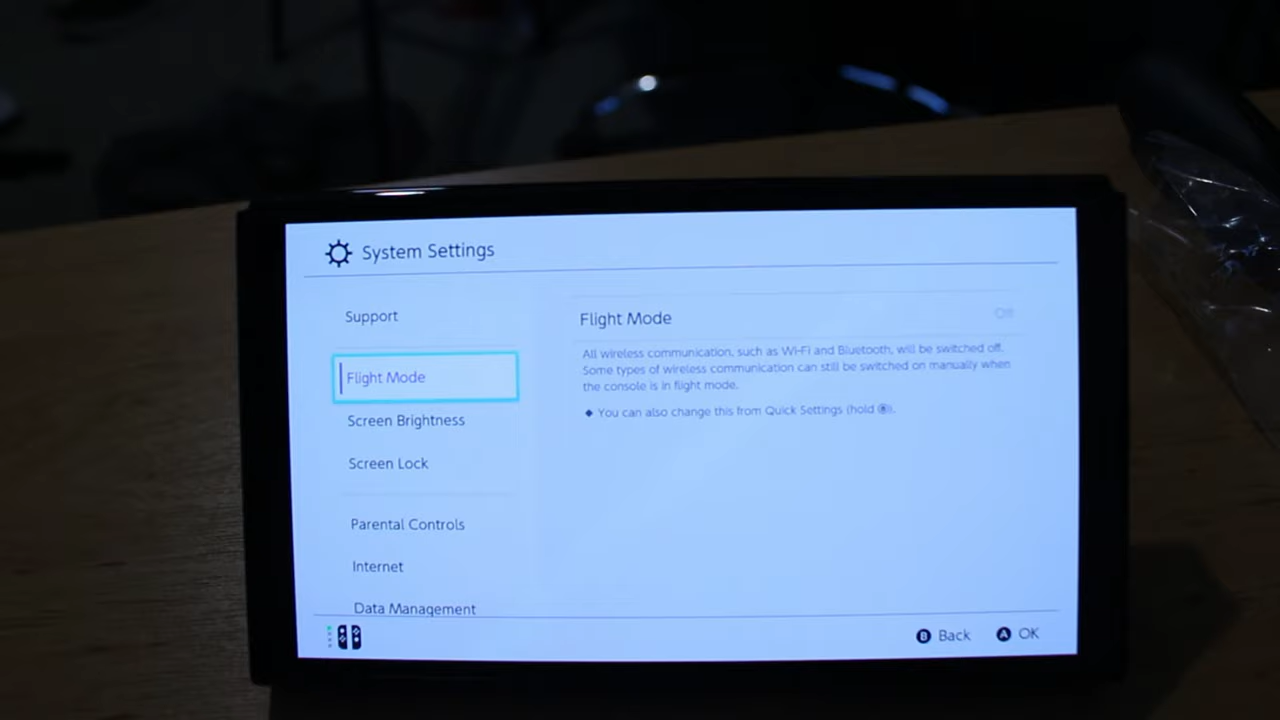 System Settings
Support
Flight Mode
Screen Brightness
Screen Lock
Parental Controls
Internet
Data Management
Flight Mode Off
All wireless communication, such as Wi-Fi and Bluetooth, will be switched off.
Some types of wireless communication can still be switched on manually when
the console is in flight mode.
◆ You can also change this from Quick Settings (hold ).
B Back A OK